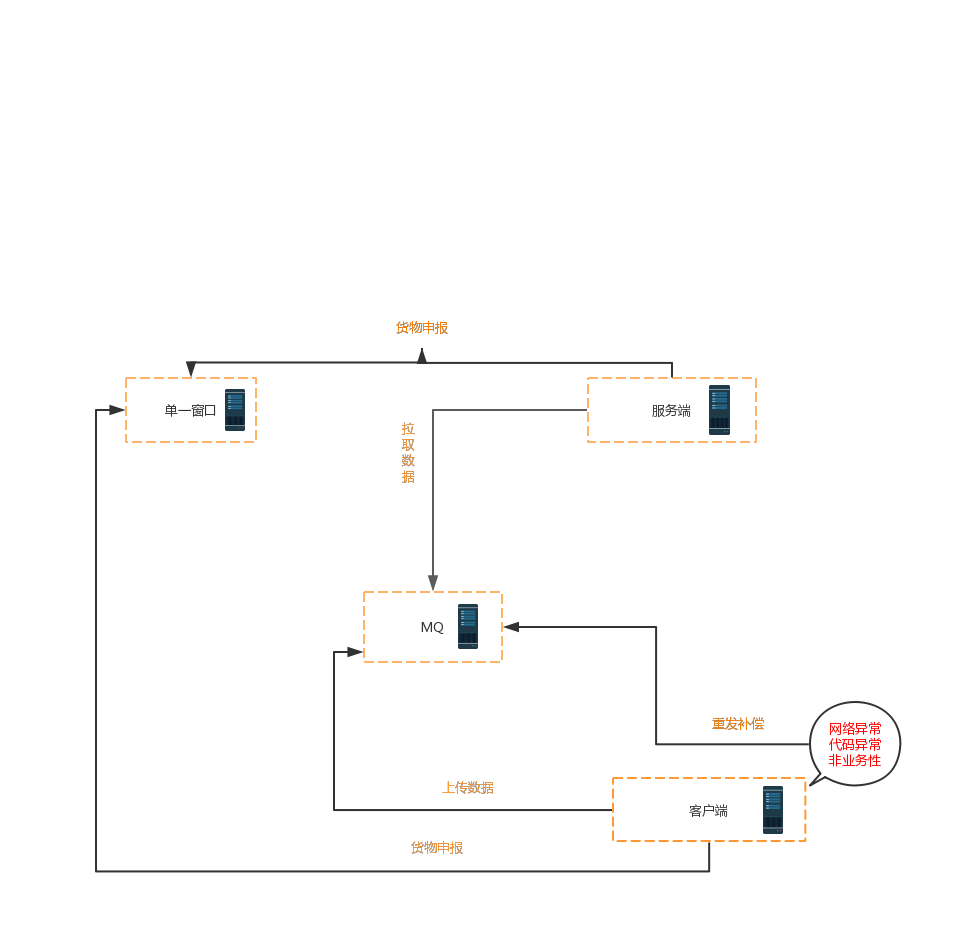 货物申报
单一窗口
服务端
拉
取
数
据
MQ
重发补偿
网络异常
代码异常
非业务性
上传数据
客户端
货物申报